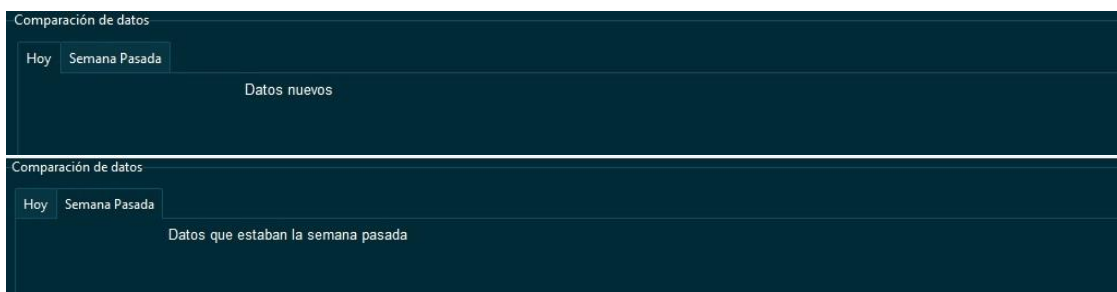 Comparación de datos
Hoy Semana Pasada
Datos nuevos
Comparación de datos
Hoy Semana Pasada
Datos que estaban la semana pasada